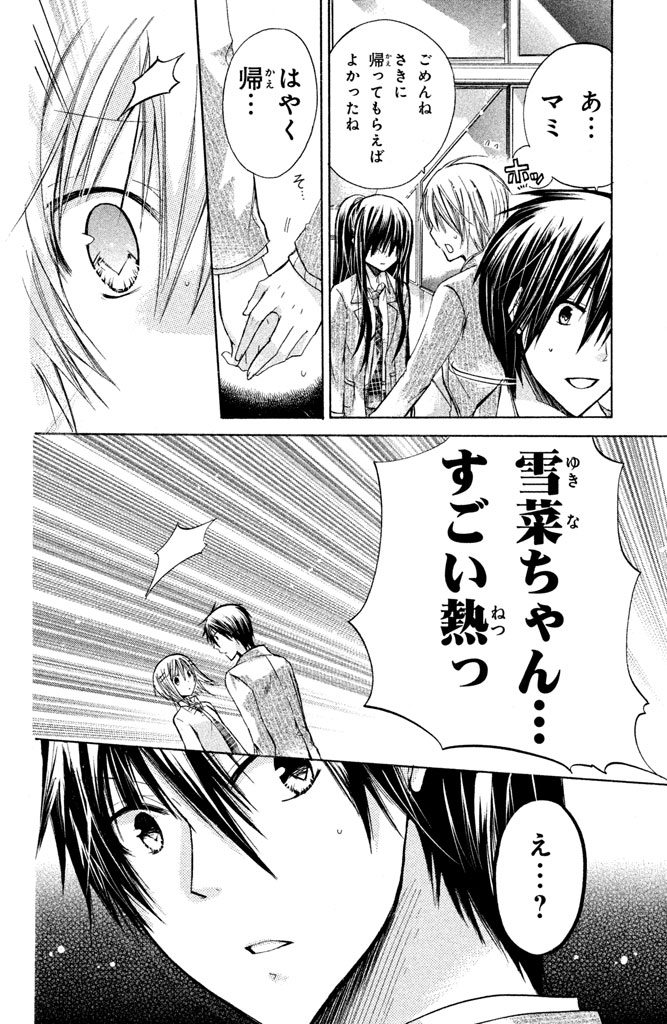 あ…
マミ
ホッ
ごめんね
さきに
帰ってもらえば
よかったね
はやく
帰…
そ…
雪菜ちゃん…
すごい熱っ
え…?